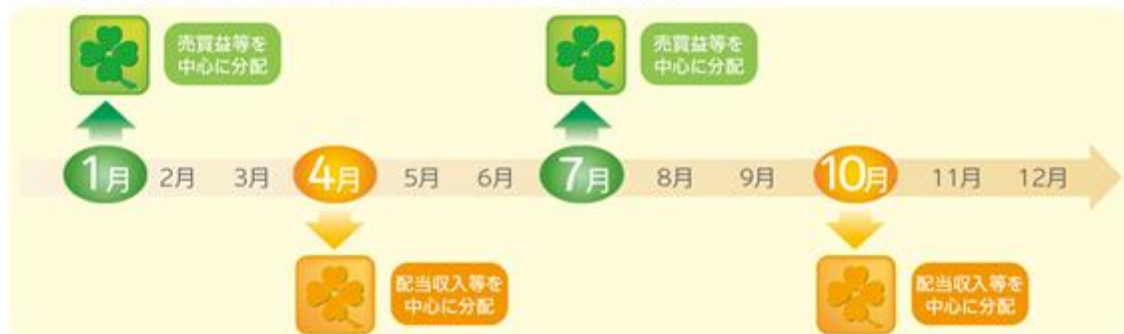 売買益等を
中心に分配
売買益等を
中心に分配
1月 2月 3月 4月 5月 6月 7月 8月 9月 10月 11月 12月
配当収入等を
中心に分配
配当収入等を
中心に分配